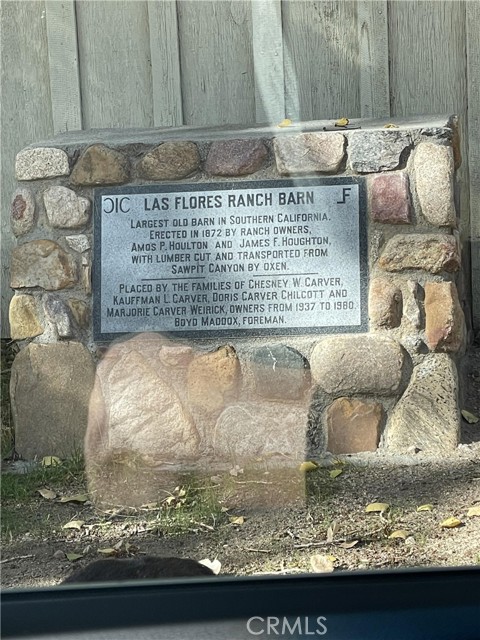 LAS FLORES RANCH BARN
LARGEST OLD BARN IN SOUTHERN CALIFORNIA.
ERECTED IN 1872 BY RANCH OWNERS,
AMOS P. HOULTON AND JAMES F. HOUGHTON,
WITH LUMBER CUT AND TRANSPORTED FROM
SAWPIT CANYON BY OXEN.
PLACED BY THE FAMILIES OF CHESNEY W. CARVER,
KAUFFMAN L. CARVER, DORIS CARVER CHILCOTT AND
MARJORIE CARVER WEIRICK, OWNERS FROM 1937 TO 1980.
BOYD MADDOX, FOREMAN.
CRMLS